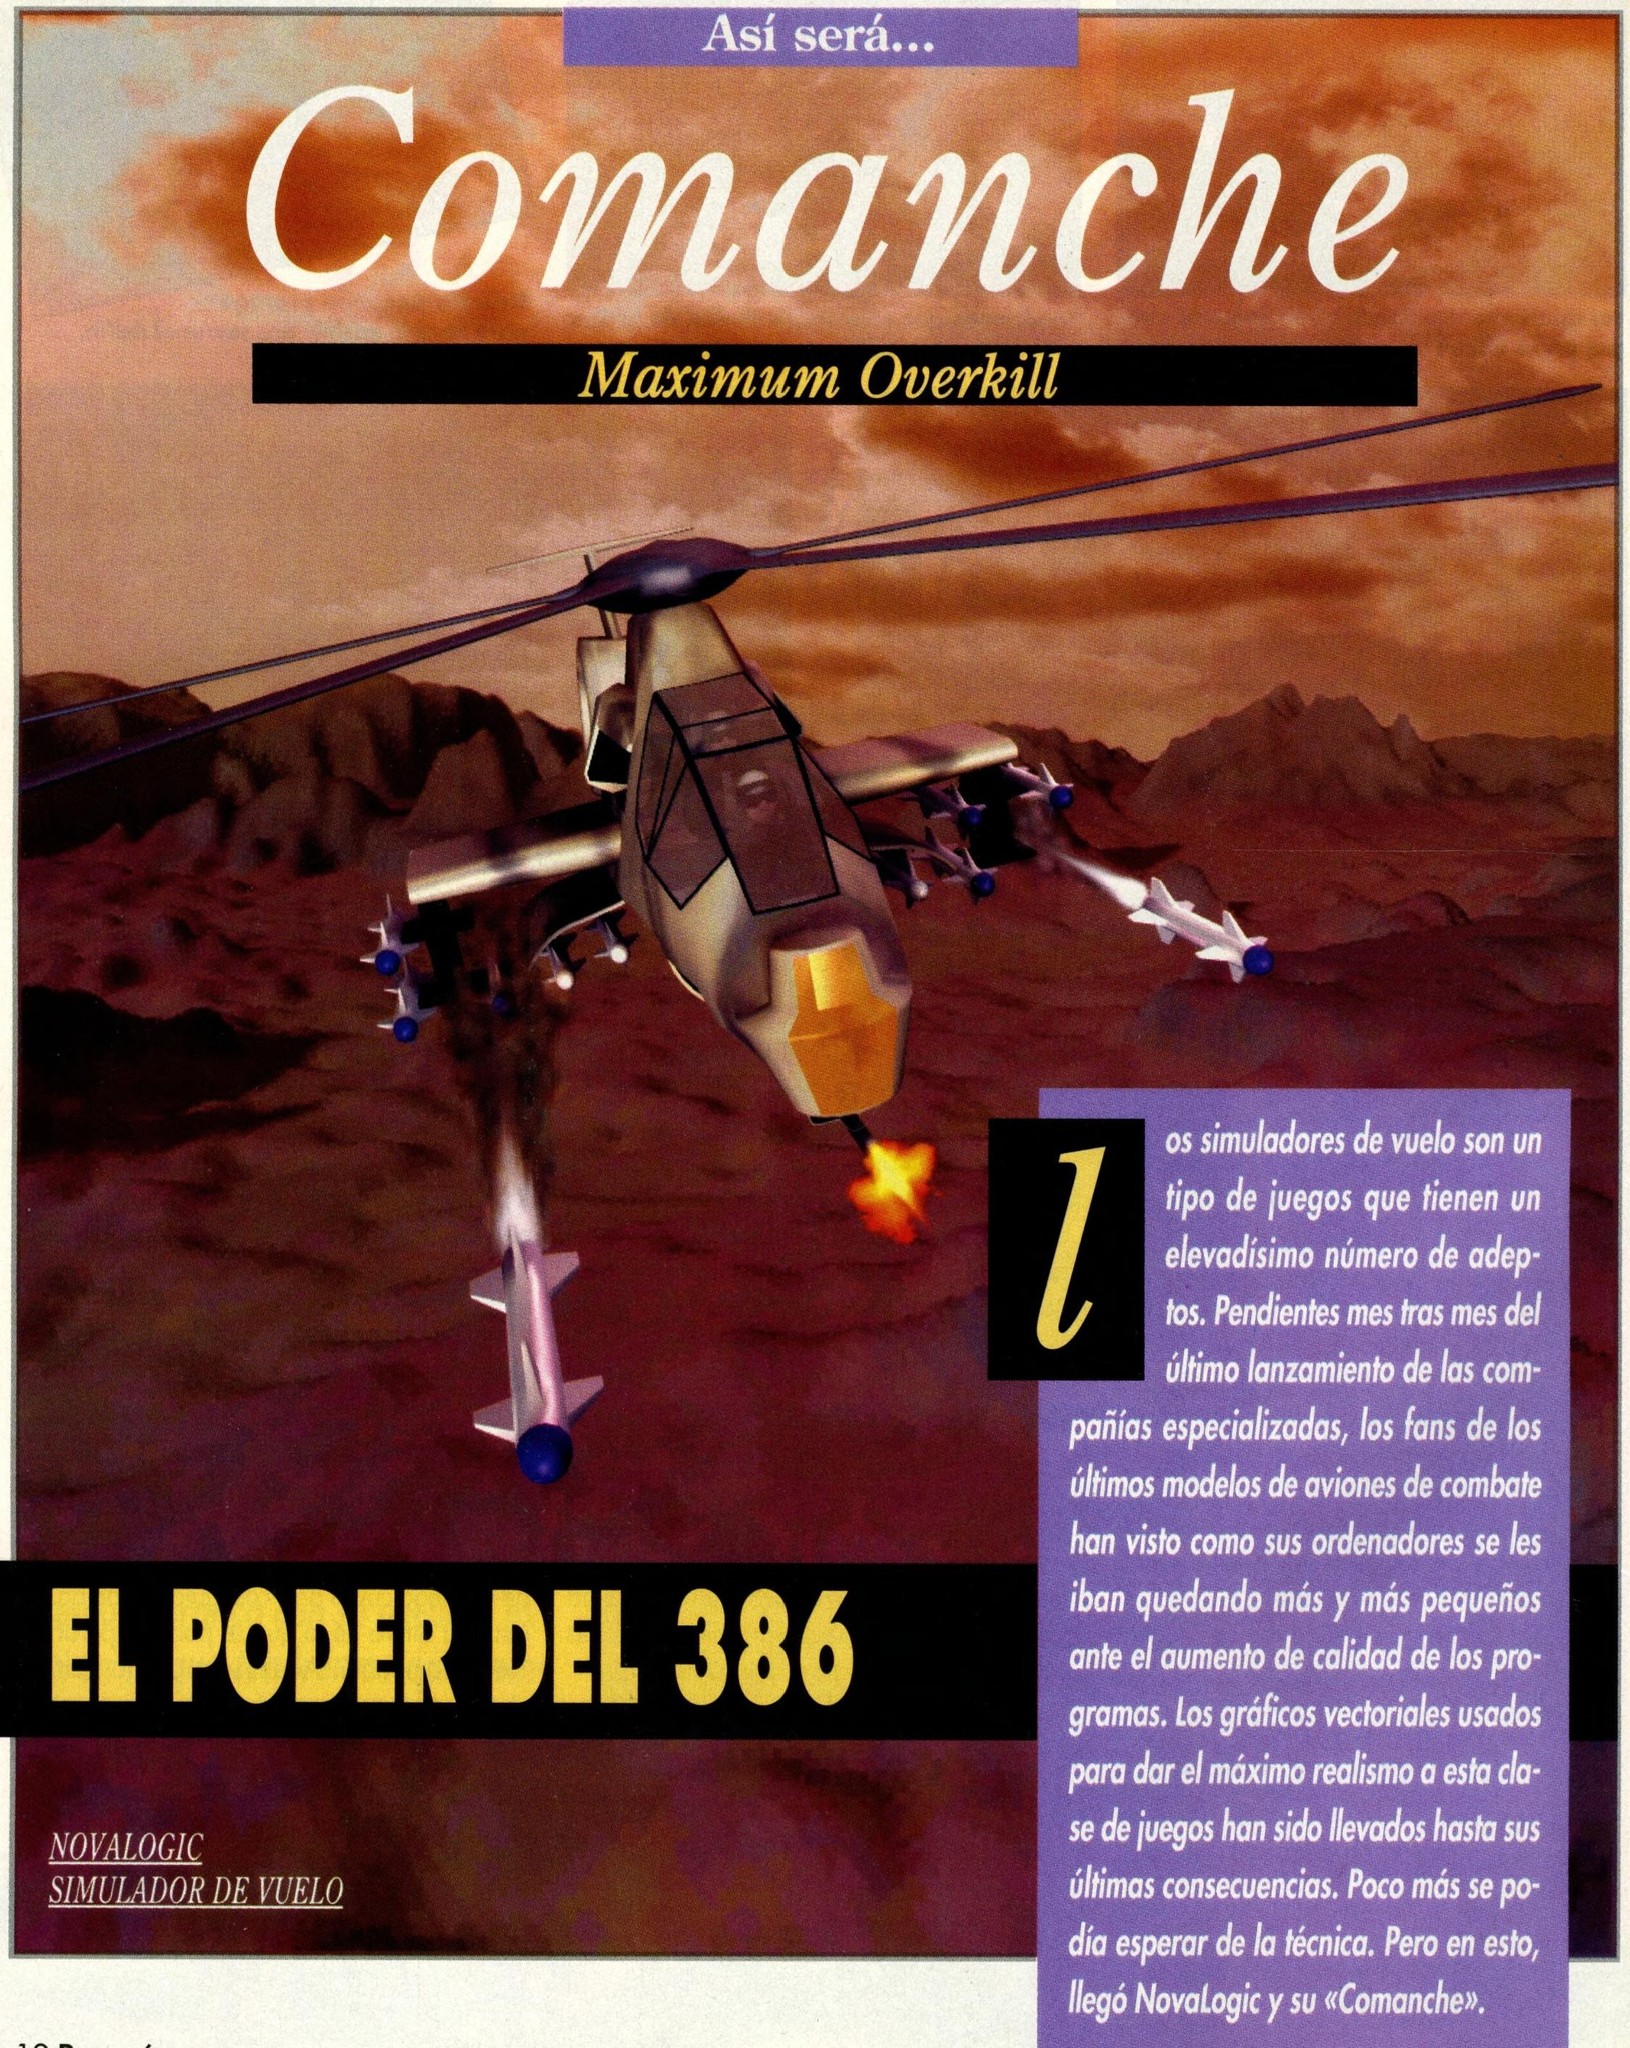 Así será...
Comanche
Maximum Overkill
los simuladores de vuelo son un
tipo de juegos que tienen un
elevadísimo número de adep-
tos. Pendientes mes tras mes del
último lanzamiento de las com-
pañías especializadas, los fans de los
últimos modelos de aviones de combate
han visto como sus ordenadores se les
iban quedando más y más pequeños
ante el aumento de calidad de los pro-
gramas. Los gráficos vectoriales usados
para dar el máximo realismo a esta cla-
se de juegos han sido llevados hasta sus
últimas consecuencias. Poco más se po-
día esperar de la técnica. Pero en esto,
llegó NovaLogic y su «Comanche».
EL PODER DEL 386
NOVALOGIC
SIMULADOR DE VUELO